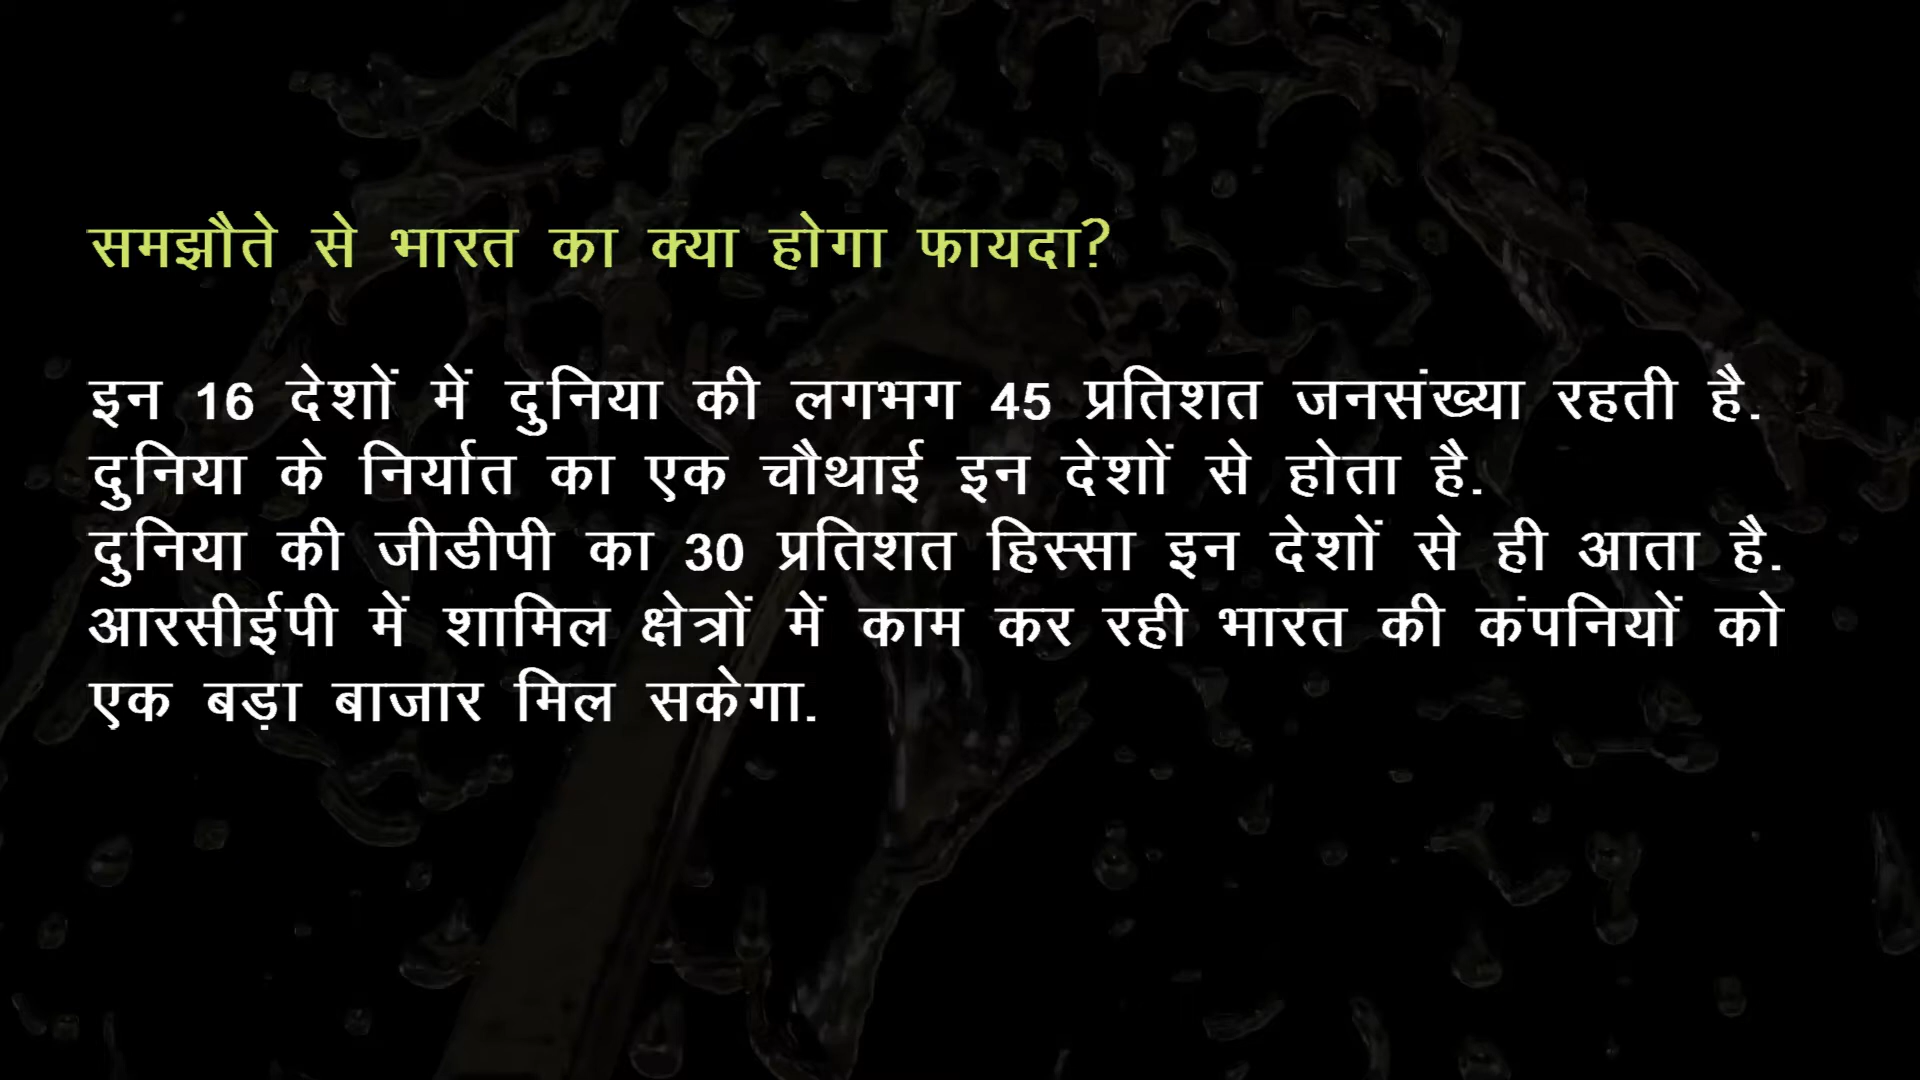 समझौते से भारत का क्या होगा फायदा?
इन 16 देशों में दुनिया की लगभग 45 प्रतिशत जनसंख्या रहती है.
दुनिया के निर्यात का एक चौथाई इन देशों से होता है.
दुनिया की जीडीपी का 30 प्रतिशत हिस्सा इन देशों से ही आता है.
आरसीईपी में शामिल क्षेत्रों में काम कर रही भारत की कंपनियों को
एक बड़ा बाजार मिल सकेगा.